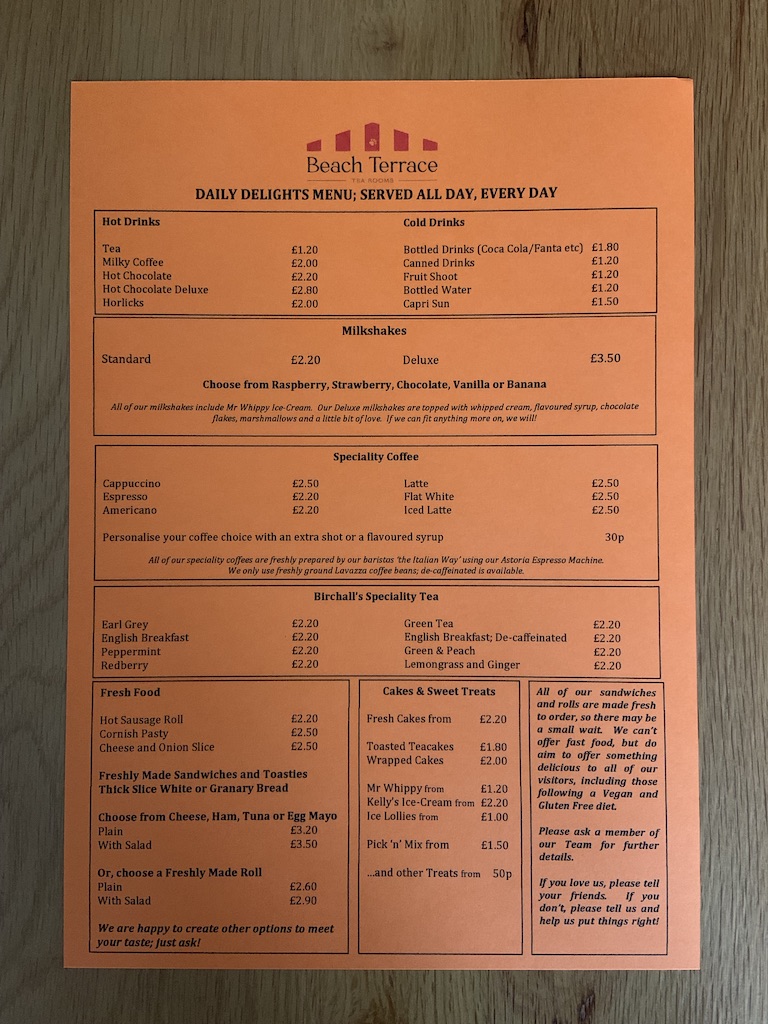 Beach Terrace
TEA ROOMS
DAILY DELIGHTS MENU; SERVED ALL DAY, EVERY DAY
Hot Drinks
Tea £1.20
Milky Coffee £2.00
Hot Chocolate £2.20
Hot Chocolate Deluxe £2.80
Horlicks £2.00
Cold Drinks
Bottled Drinks (Coca Cola/Fanta etc) £1.80
Canned Drinks £1.20
Fruit Shoot £1.20
Bottled Water £1.20
Capri Sun £1.50
Milkshakes
Standard £2.20 Deluxe £3.50
Choose from Raspberry, Strawberry, Chocolate, Vanilla or Banana
All of our milkshakes include Mr Whippy Ice-Cream. Our Deluxe milkshakes are topped with whipped cream, flavoured syrup, chocolate
flakes, marshmallows and a little bit of love. If we can fit anything more on, we will!
Speciality Coffee
Cappuccino £2.50 Latte £2.50
Espresso £2.20 Flat White £2.50
Americano £2.20 Iced Latte £2.50
Personalise your coffee choice with an extra shot or a flavoured syrup 30p
All of our speciality coffees are freshly prepared by our baristas 'the Italian Way' using our Astoria Espresso Machine.
We only use freshly ground Lavazza coffee beans; de-caffeinated is available.
Birchall's Speciality Tea
Earl Grey £2.20 Green Tea £2.20
English Breakfast £2.20 English Breakfast; De-caffeinated £2.20
Peppermint £2.20 Green & Peach £2.20
Redberry £2.20 Lemongrass and Ginger £2.20
Fresh Food
Hot Sausage Roll £2.20
Cornish Pasty £2.50
Cheese and Onion Slice £2.50
Freshly Made Sandwiches and Toasties
Thick Slice White or Granary Bread
Choose from Cheese, Ham, Tuna or Egg Mayo
Plain £3.20
With Salad £3.50
Or, choose a Freshly Made Roll
Plain £2.60
With Salad £2.90
We are happy to create other options to meet
your taste; just ask!
Cakes & Sweet Treats
Fresh Cakes from £2.20
Toasted Teacakes £1.80
Wrapped Cakes £2.00
Mr Whippy from £1.20
Kelly's Ice-Cream from £2.20
Ice Lollies from £1.00
Pick 'n' Mix from £1.50
...and other Treats from 50p
All of our sandwiches
and rolls are made fresh
to order, so there may be
a small wait. We can't
offer fast food, but do
aim to offer something
delicious to all of our
visitors, including those
following a Vegan and
Gluten Free diet.
Please ask a member of
our Team for further
details.
If you love us, please tell
your friends. If you
don't, please tell us and
help us put things right!